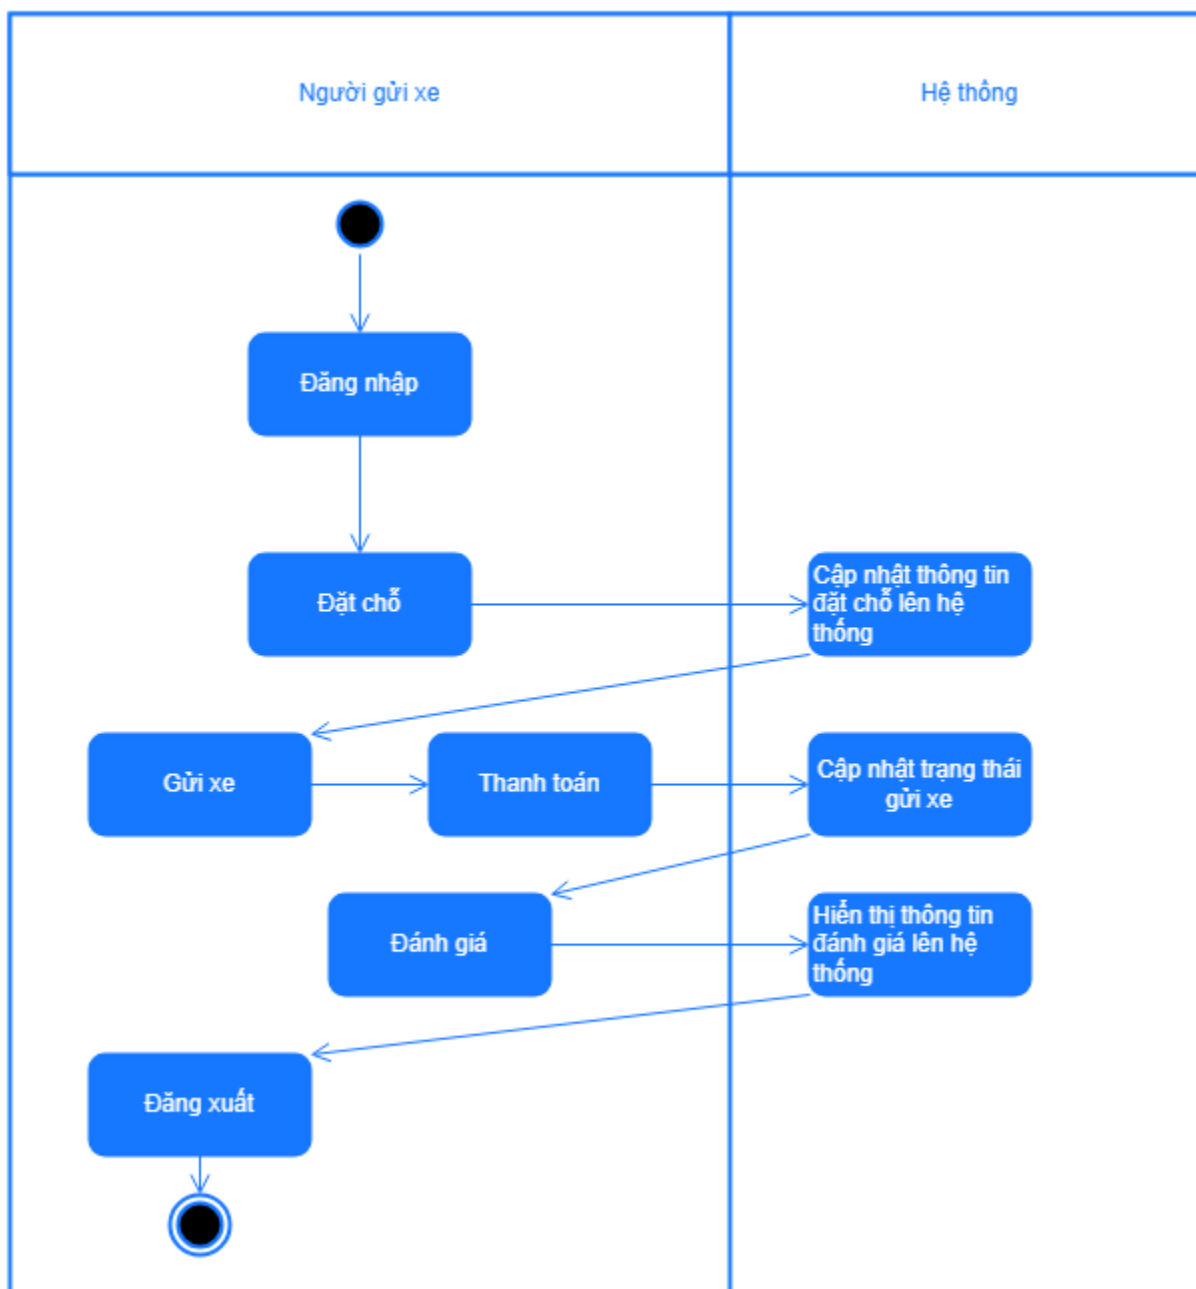 Người gửi xe
Hệ thống
Đăng nhập
Đặt chỗ
Cập nhật thông tin
đặt chỗ lên hệ
thống
Gửi xe
Thanh toán
Cập nhật trạng thái
gửi xe
Đánh giá
Hiển thị thông tin
đánh giá lên hệ
thống
Đăng xuất